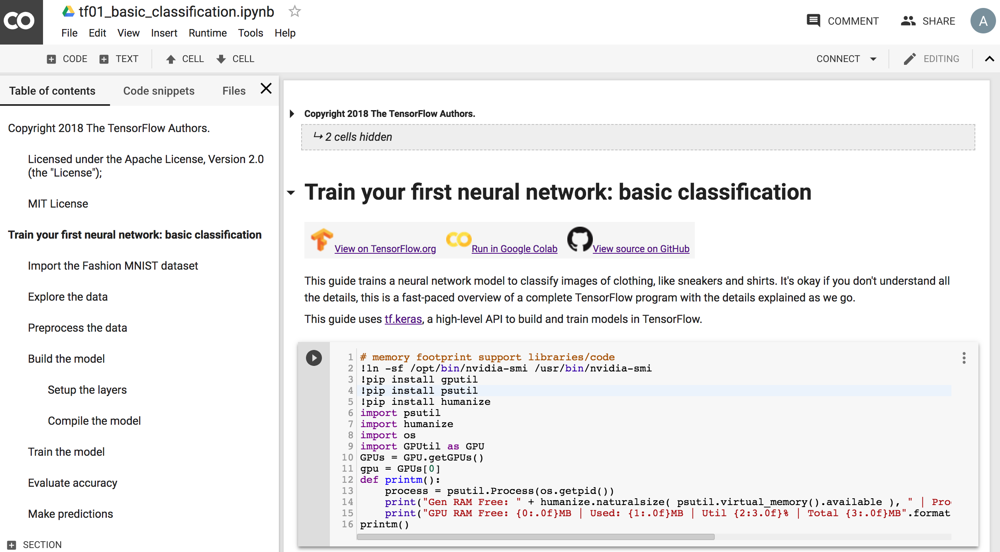 CO
tf01_basic_classification.ipynb
File Edit View Insert Runtime Tools Help
COMMENT SHARE A
CODE TEXT CELL CELL
CONNECT EDITING
Table of contents Code snippets Files
Copyright 2018 The TensorFlow Authors.
Licensed under the Apache License, Version 2.0
(the "License");
MIT License
Train your first neural network: basic classification
Import the Fashion MNIST dataset
Explore the data
Preprocess the data
Build the model
Setup the layers
Compile the model
Train the model
Evaluate accuracy
Make predictions
SECTION
Copyright 2018 The TensorFlow Authors.
↳ 2 cells hidden
Train your first neural network: basic classification
View on TensorFlow.org Run in Google Colab View source on GitHub
This guide trains a neural network model to classify images of clothing, like sneakers and shirts. It's okay if you don't understand all
the details, this is a fast-paced overview of a complete TensorFlow program with the details explained as we go.
This guide uses tf.keras, a high-level API to build and train models in TensorFlow.
1 # memory footprint support libraries/code
2 !ln -sf /opt/bin/nvidia-smi /usr/bin/nvidia-smi
3 !pip install gputil
4 !pip install psutil
5 !pip install humanize
6 import psutil
7 import humanize
8 import os
9 import GPUtil as GPU
10 GPUs = GPU.getGPUs()
11 gpu = GPUs[0]
12 def printm():
13     process = psutil.Process(os.getpid())
14     print("Gen RAM Free: " + humanize.naturalsize( psutil.virtual_memory().available ), " | Pro
15     print("GPU RAM Free: {0:.0f}MB | Used: {1:.0f}MB | Util {2:3.0f}% | Total {3:.0f}MB".format
16 printm()